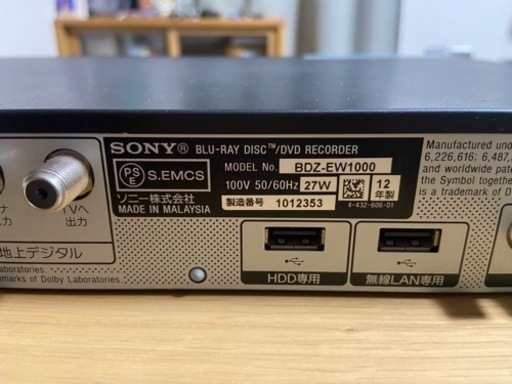 SONY® BLU-RAY DISC™/DVD RECORDER
PS E S.EMCS
MODEL No. BDZ-EW1000
100V 50/60Hz 27W
12年製
ソニー株式会社
製造番号 1012353
MADE IN MALAYSIA
4-432-606-01
Manufactured unde
6,226,616; 6,487,
and worldwide pate
the Symbol together
is a trademark of D
TVへ
出力
地上デジタル
HDD専用
無線LAN専用
Laboratories.
marks of Dolby Laboratories.